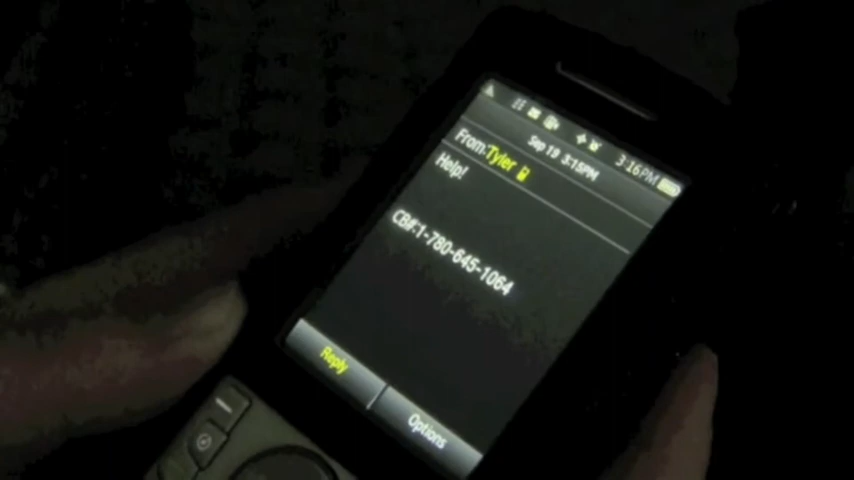 3:16PM
Sep 19 3:15PM
From:Tyler
Help!
CB#:1-780-645-1064
Reply
Options